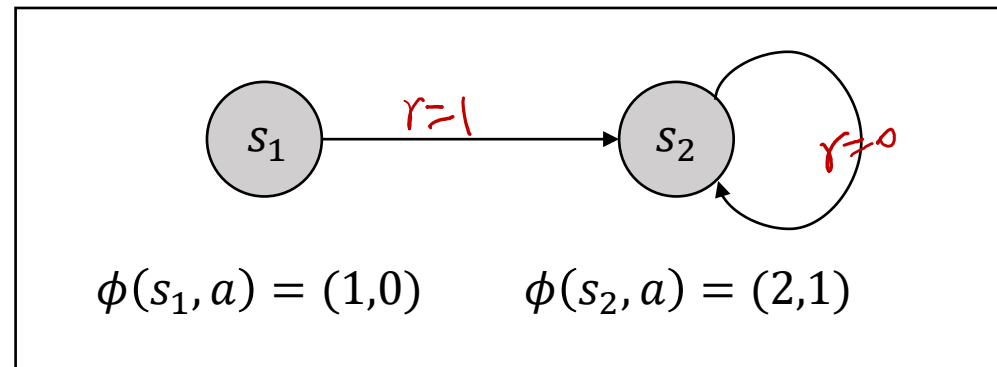 s₁
r=1
s₂
r=0
ϕ(s₁, a) = (1,0)
ϕ(s₂, a) = (2,1)